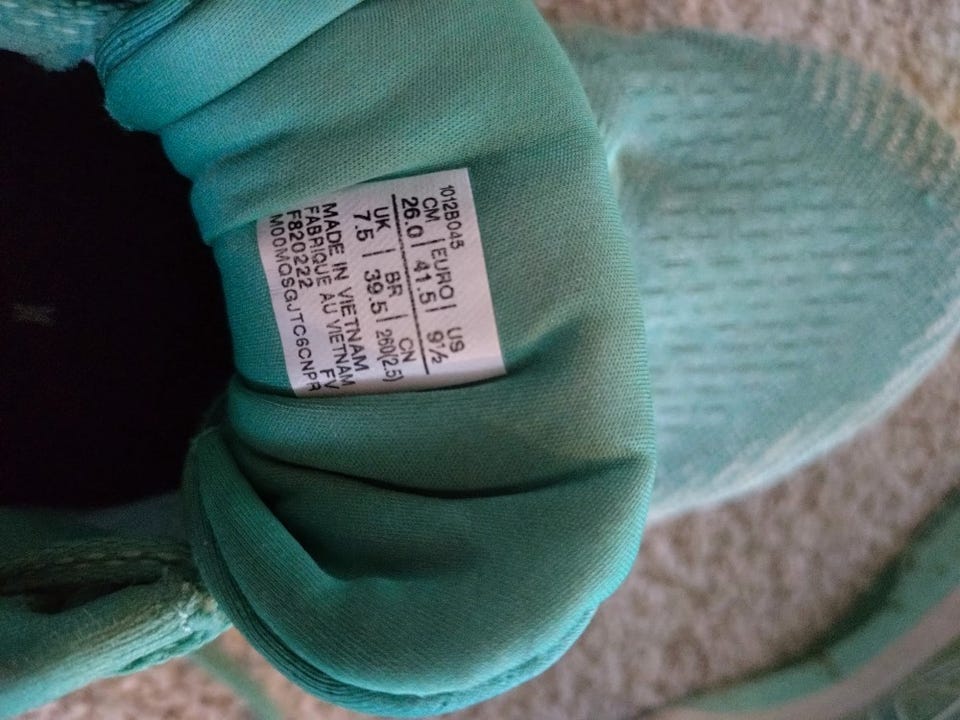 1012B045
CM | EURO | US
26.0 | 41.5 | 9½
UK | BR | CN
7.5 | 39.5 | 260(2.5)
MADE IN VIETNAM
FABRIQUE AU VIETNAM
F820222 FV
M00MQSGJTC6CNPR